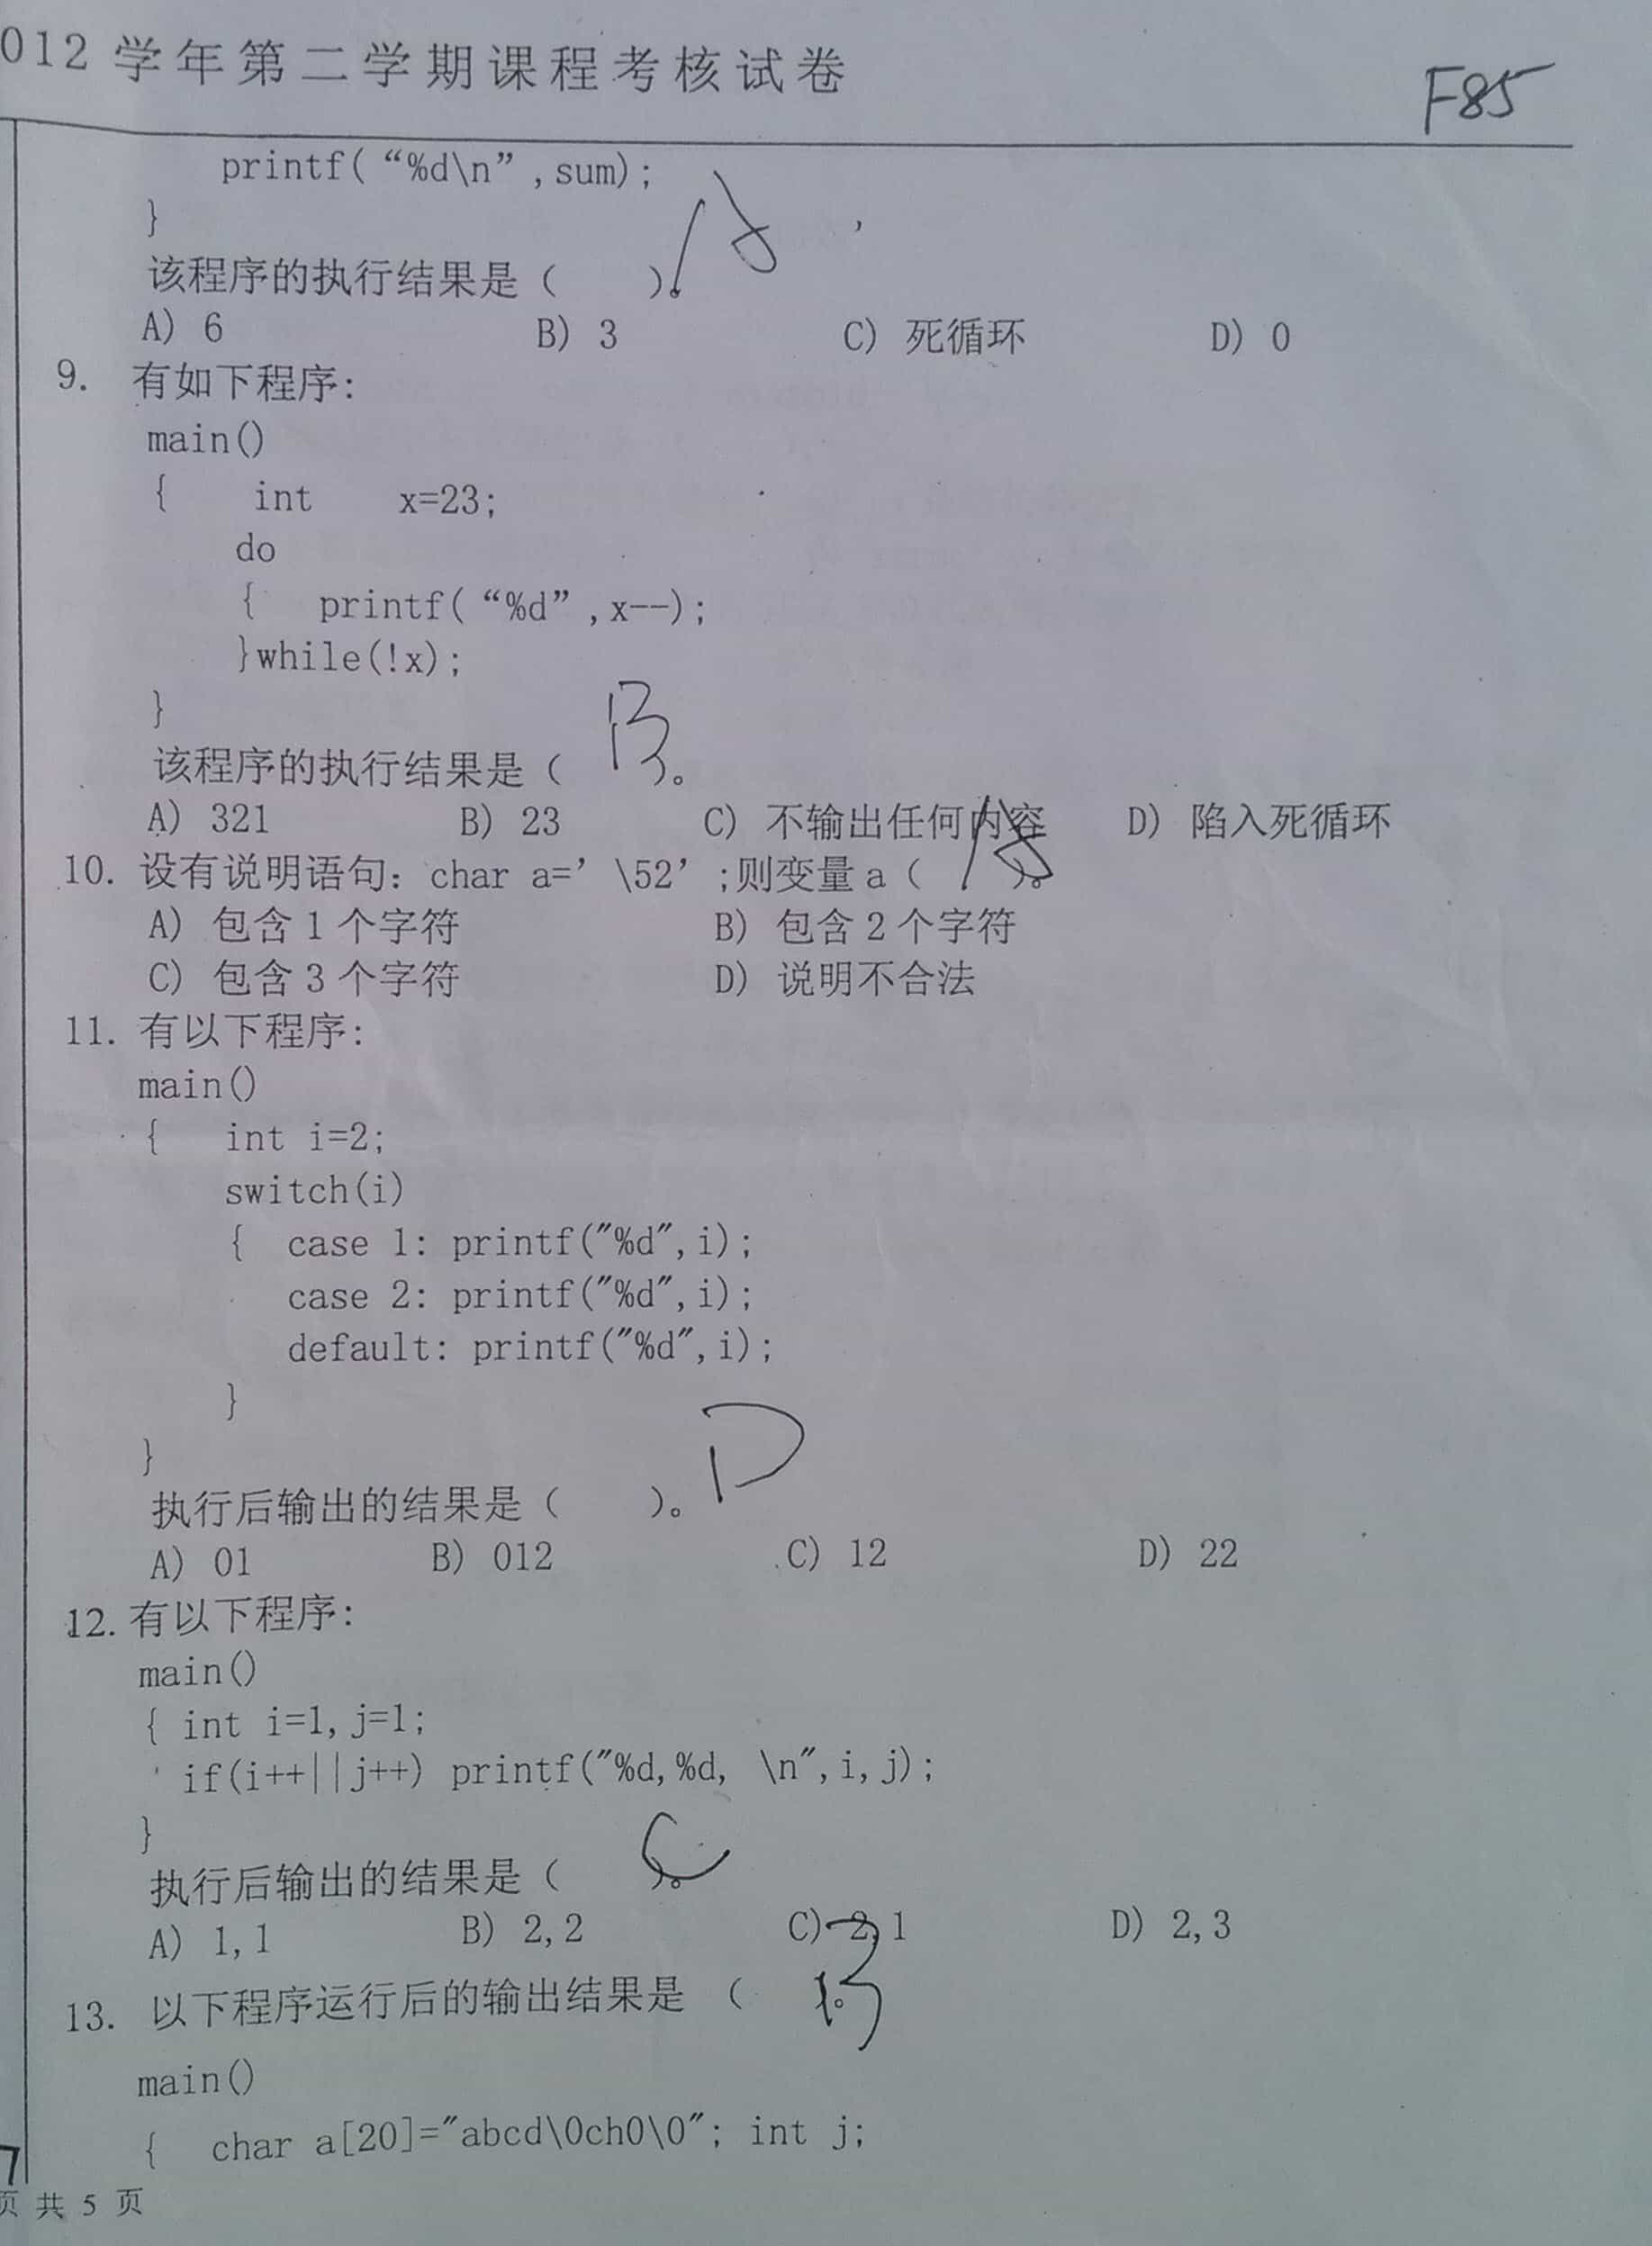 012 学年第二学期课程考核试卷
F85
printf( “%d\n” ,sum);
}
该程序的执行结果是 (    )。 A
A) 6 B) 3 C) 死循环 D) 0
9. 有如下程序:
main()
{ int x=23;
do
{ printf( “%d” ,x--);
}while(!x);
}
该程序的执行结果是 ( B 。
A) 321 B) 23 C) 不输出任何内容 D) 陷入死循环
10. 设有说明语句: char a=’ \52’ ;则变量 a ( A )。
A) 包含 1 个字符 B) 包含 2 个字符
C) 包含 3 个字符 D) 说明不合法
11. 有以下程序:
main()
{ int i=2;
switch(i)
{ case 1: printf("%d",i);
case 2: printf("%d",i);
default: printf("%d",i);
}
}
执行后输出的结果是 (    )。 D
A) 01 B) 012 C) 12 D) 22
12. 有以下程序:
main()
{ int i=1,j=1;
if(i++||j++) printf("%d,%d, \n",i,j);
}
执行后输出的结果是 ( C )。
A) 1,1 B) 2,2 C) 2,1 D) 2,3
13. 以下程序运行后的输出结果是 ( B )。
main()
{ char a[20]="abcd\0ch0\0"; int j;
7
页 共 5 页